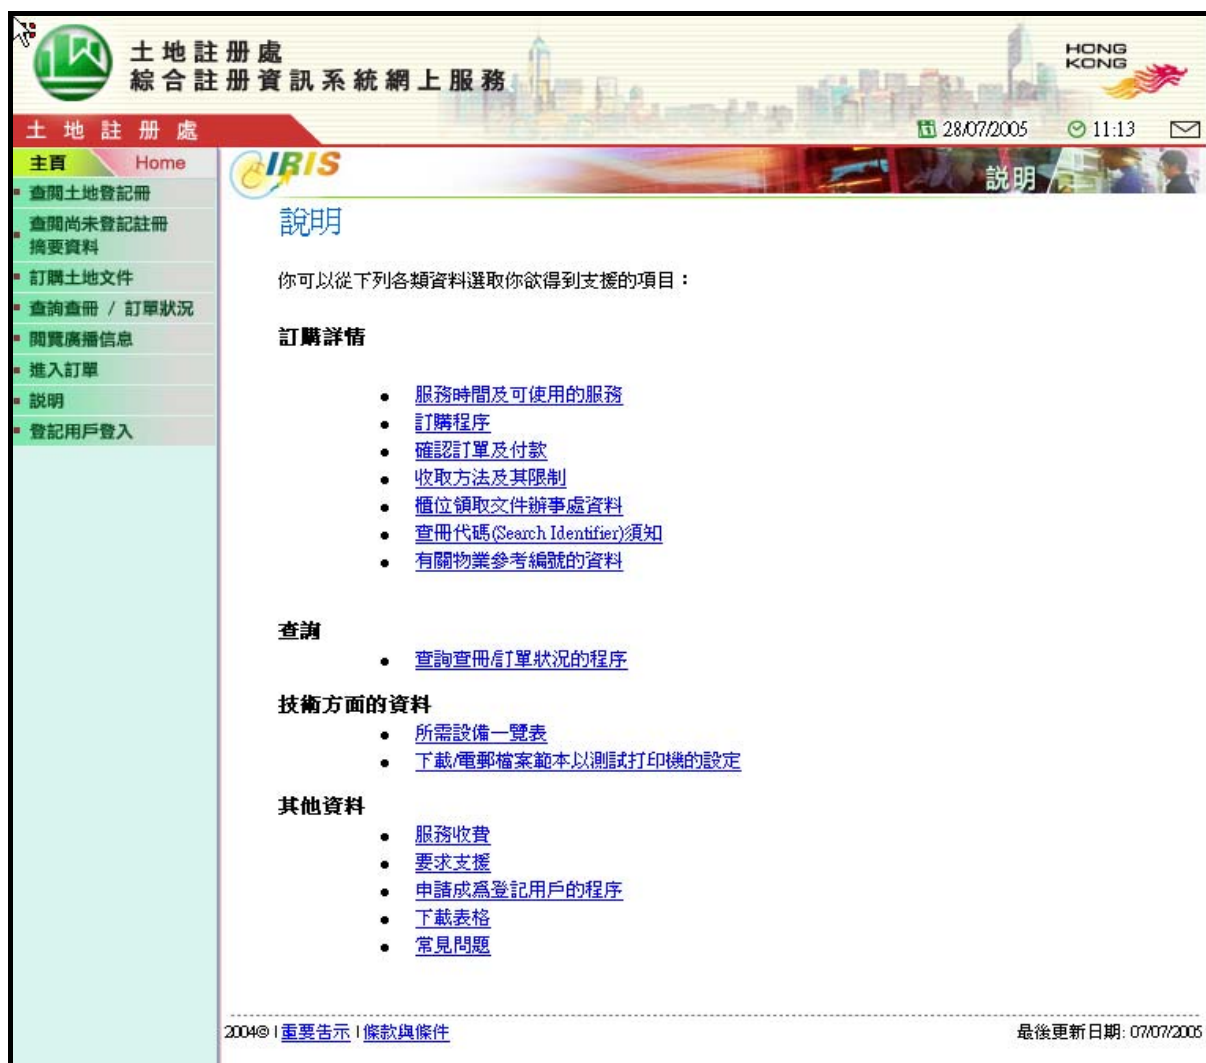 土地註冊處
綜合註冊資訊系統網上服務
HONG
KONG
土地註冊處
28/07/2005
11:13
主頁
Home
IRIS
說明
查閱土地登記冊
查閱尚未登記註冊
摘要資料
訂購土地文件
查詢查冊 / 訂單狀況
閱覽廣播信息
進入訂單
說明
登記用戶登入
說明
你可以從下列各類資料選取你欲得到支援的項目：
訂購詳情
服務時間及可使用的服務
訂購程序
確認訂單及付款
收取方法及其限制
櫃位領取文件辦事處資料
查冊代碼(Search Identifier)須知
有關物業參考編號的資料
查詢
查詢查冊/訂單狀況的程序
技術方面的資料
所需設備一覽表
下載/電郵檔案範本以測試打印機的設定
其他資料
服務收費
要求支援
申請成爲登記用戶的程序
下載表格
常見問題
2004© | 重要告示 | 條款與條件
最後更新日期: 07/07/2005